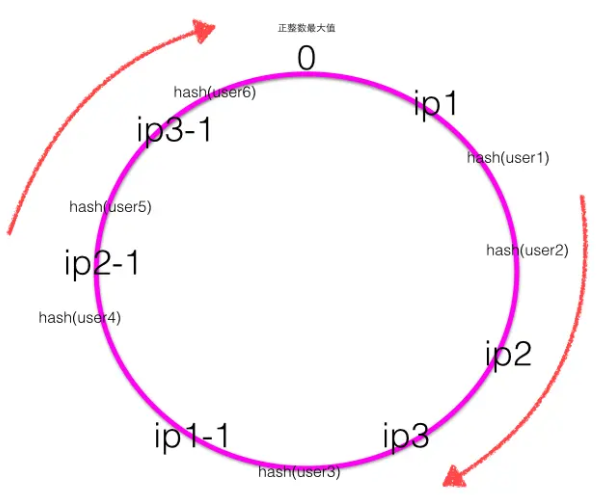 正整数最大值
0
hash(user6)
ip1
ip3-1
hash(user1)
hash(user5)
hash(user2)
ip2-1
hash(user4)
ip2
ip1-1
ip3
hash(user3)